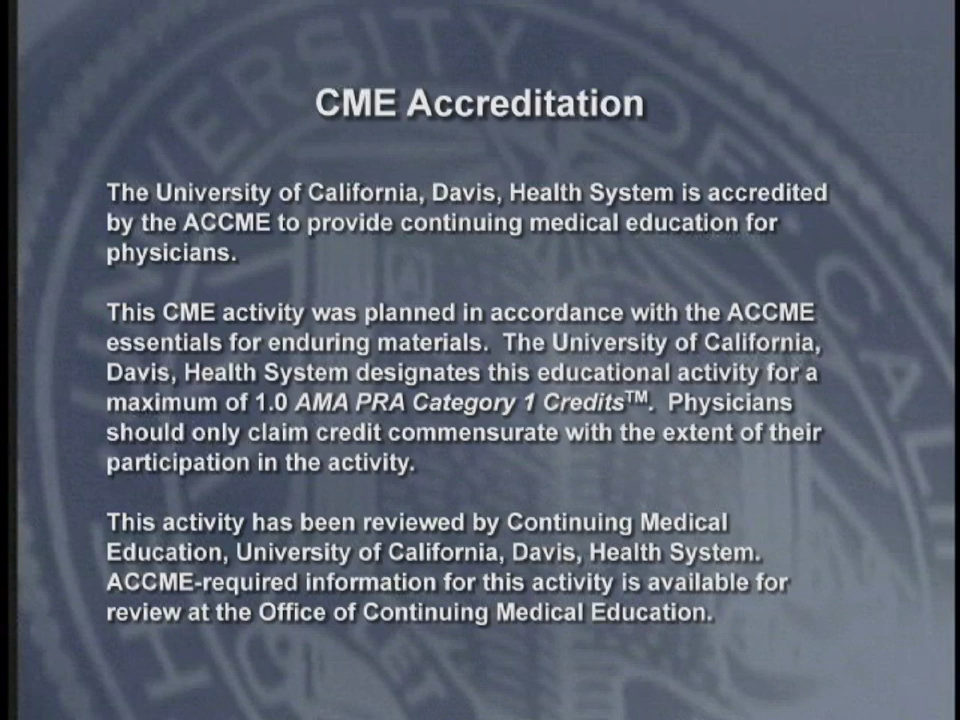 CME Accreditation
The University of California, Davis, Health System is accredited
by the ACCME to provide continuing medical education for
physicians.
This CME activity was planned in accordance with the ACCME
essentials for enduring materials.  The University of California,
Davis, Health System designates this educational activity for a
maximum of 1.0 AMA PRA Category 1 Credits™.  Physicians
should only claim credit commensurate with the extent of their
participation in the activity.
This activity has been reviewed by Continuing Medical
Education, University of California, Davis, Health System.
ACCME-required information for this activity is available for
review at the Office of Continuing Medical Education.